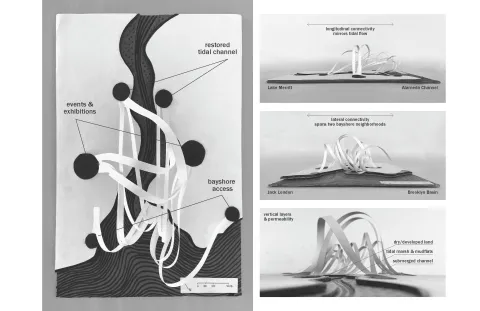 restored
tidal channel
events &
exhibitions
bayshore
access
longitudinal connectivity
mirrors tidal flow
Lake Merritt
Alameda Channel
lateral connectivity
spans two bayshore neighborhoods
Jack London
Brooklyn Basin
vertical layers
& permeability
dry/developed land
tidal marsh & mudflats
submerged channel